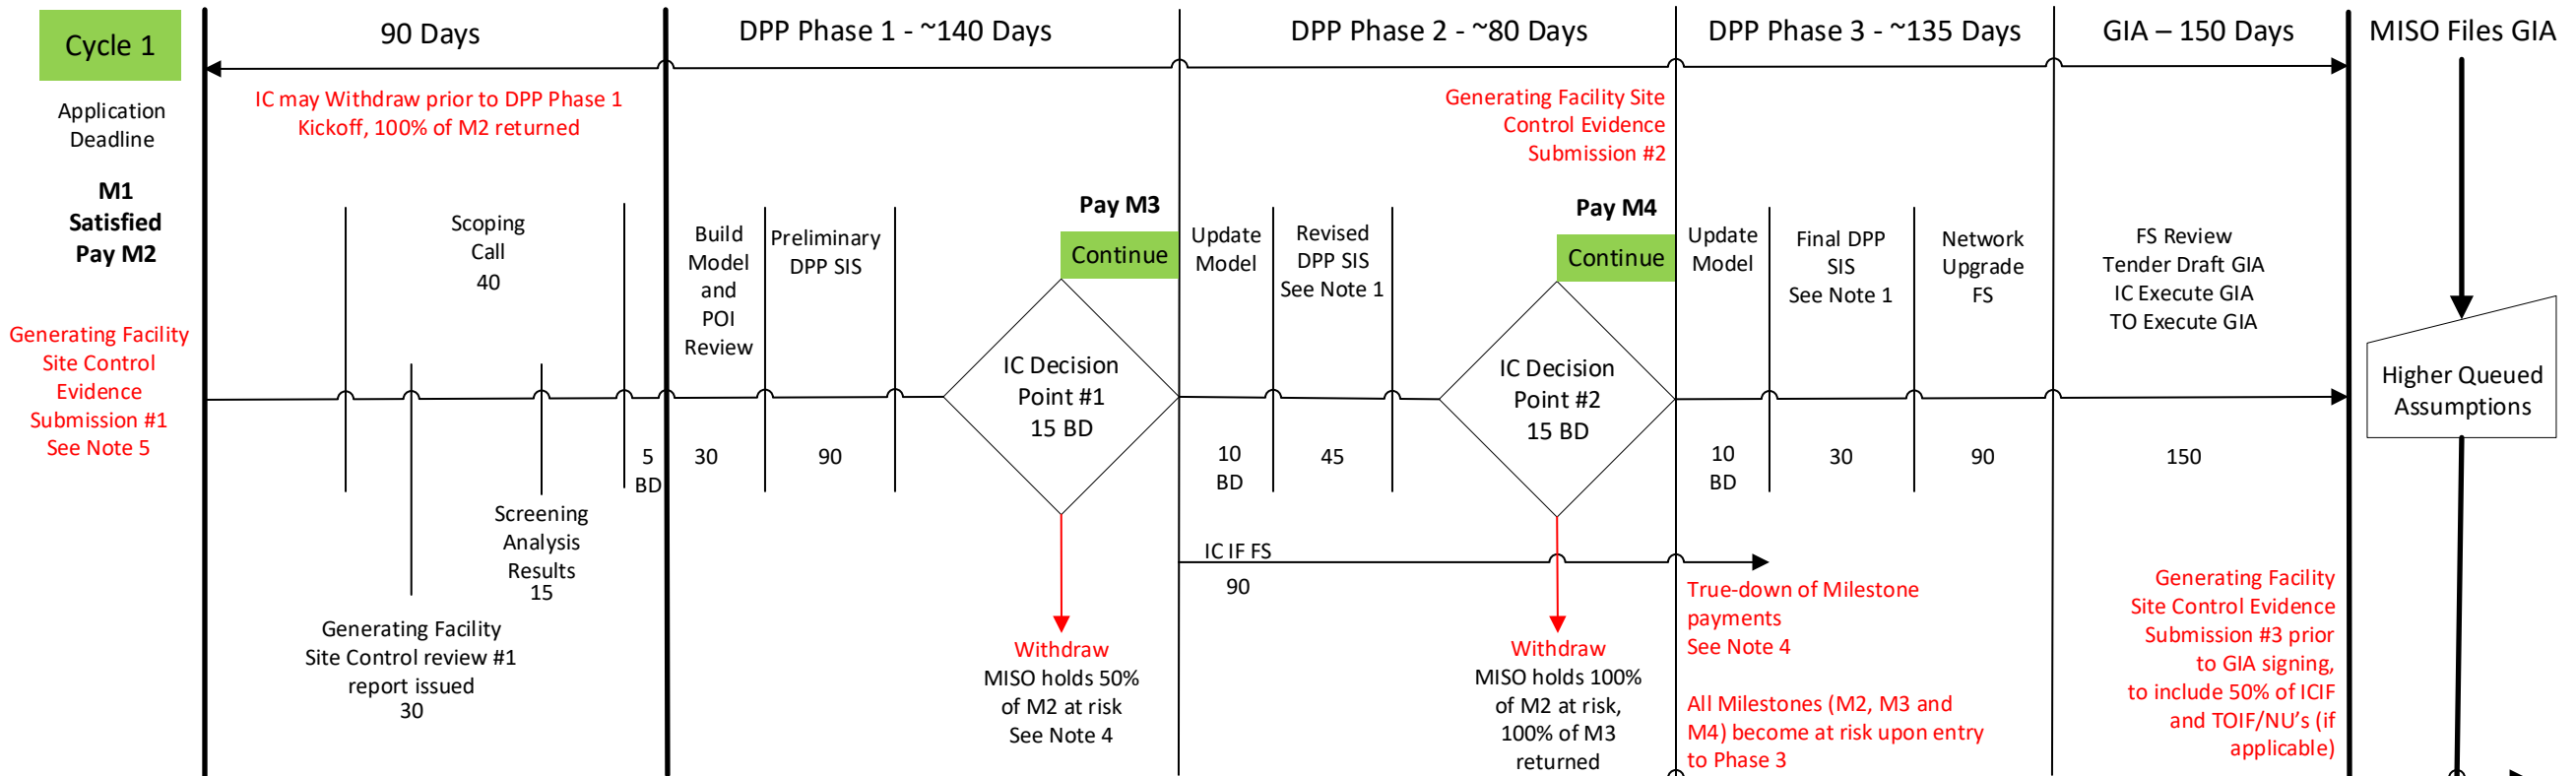 Cycle 1
90 Days
DPP Phase 1 - ~140 Days
DPP Phase 2 - ~80 Days
DPP Phase 3 - ~135 Days
GIA – 150 Days
MISO Files GIA
Application
Deadline
M1
Satisfied
Pay M2
Generating Facility
Site Control
Evidence
Submission #1
See Note 5
IC may Withdraw prior to DPP Phase 1
Kickoff, 100% of M2 returned
Scoping
Call
40
5
BD
Screening
Analysis
Results
15
Generating Facility
Site Control review #1
report issued
30
Build
Model
and
POI
Review
30
Preliminary
DPP SIS
90
Pay M3
Continue
IC Decision
Point #1
15 BD
Withdraw
MISO holds 50%
of M2 at risk
See Note 4
Update
Model
10
BD
Revised
DPP SIS
See Note 1
45
Generating Facility Site
Control Evidence
Submission #2
Pay M4
Continue
IC Decision
Point #2
15 BD
IC IF FS
90
Withdraw
MISO holds 100%
of M2 at risk,
100% of M3
returned
Update
Model
10
BD
Final DPP
SIS
See Note 1
30
Network
Upgrade
FS
90
True-down of Milestone
payments
See Note 4
All Milestones (M2, M3 and
M4) become at risk upon entry
to Phase 3
FS Review
Tender Draft GIA
IC Execute GIA
TO Execute GIA
150
Generating Facility
Site Control Evidence
Submission #3 prior
to GIA signing,
to include 50% of ICIF
and TOIF/NU's (if
applicable)
Higher Queued
Assumptions